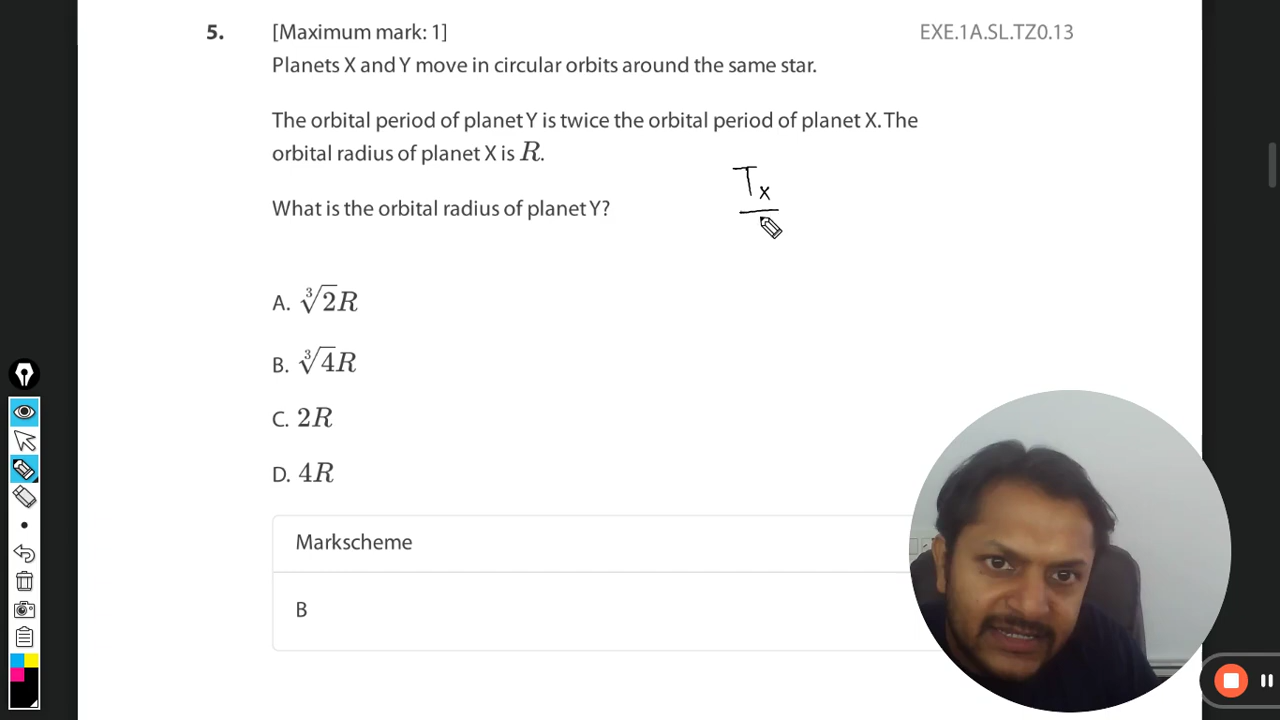 5. [Maximum mark: 1] EXE.1A.SL.TZ0.13
Planets X and Y move in circular orbits around the same star.
The orbital period of planet Y is twice the orbital period of planet X. The
orbital radius of planet X is R.
T_x
What is the orbital radius of planet Y?
A. ∛2R
B. ∛4R
C. 2R
D. 4R
Markscheme
B